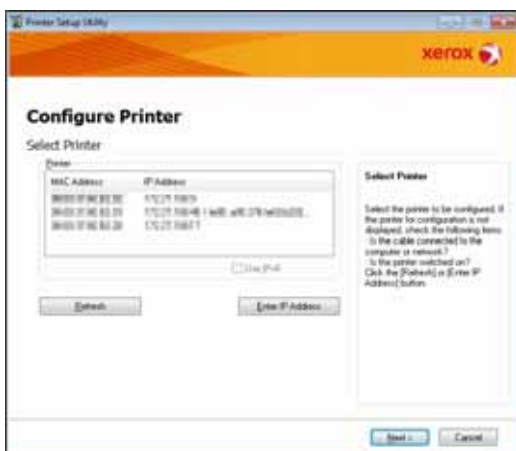 Printer Setup Utility
xerox
Configure Printer
Select Printer
Printer
MAC Address IP Address
Use IPv6
Refresh
Enter IP Address
Select Printer
Select the printer to be configured. If
the printer for configuration is not
displayed, check the following items
Is the cable connected to the
computer or network?
Is the printer switched on?
Click the [Refresh] or [Enter IP
Address] button.
Next
Cancel